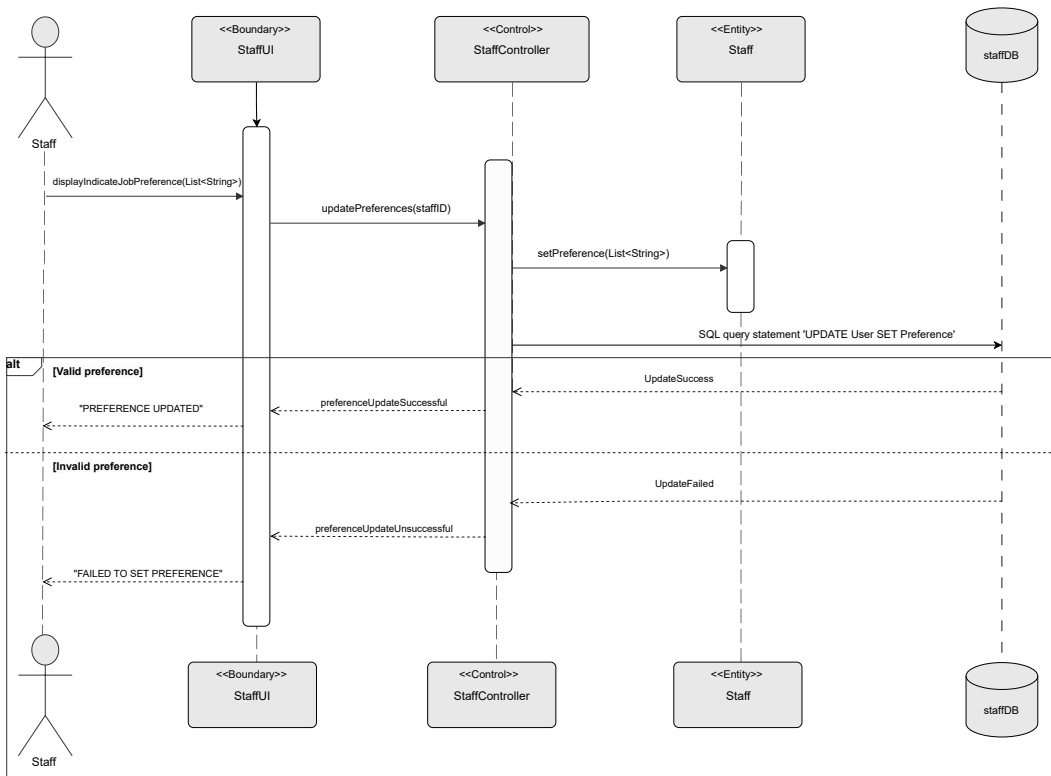 <<Boundary>>
StaffUI
<<Control>>
StaffController
<<Entity>>
Staff
staffDB
Staff
displayIndicateJobPreference(List<String>)
updatePreferences(staffID)
setPreference(List<String>)
SQL query statement 'UPDATE User SET Preference'
alt
[Valid preference]
UpdateSuccess
preferenceUpdateSuccessful
"PREFERENCE UPDATED"
[Invalid preference]
UpdateFailed
preferenceUpdateUnsuccessful
"FAILED TO SET PREFERENCE"
<<Boundary>>
StaffUI
<<Control>>
StaffController
<<Entity>>
Staff
staffDB
Staff